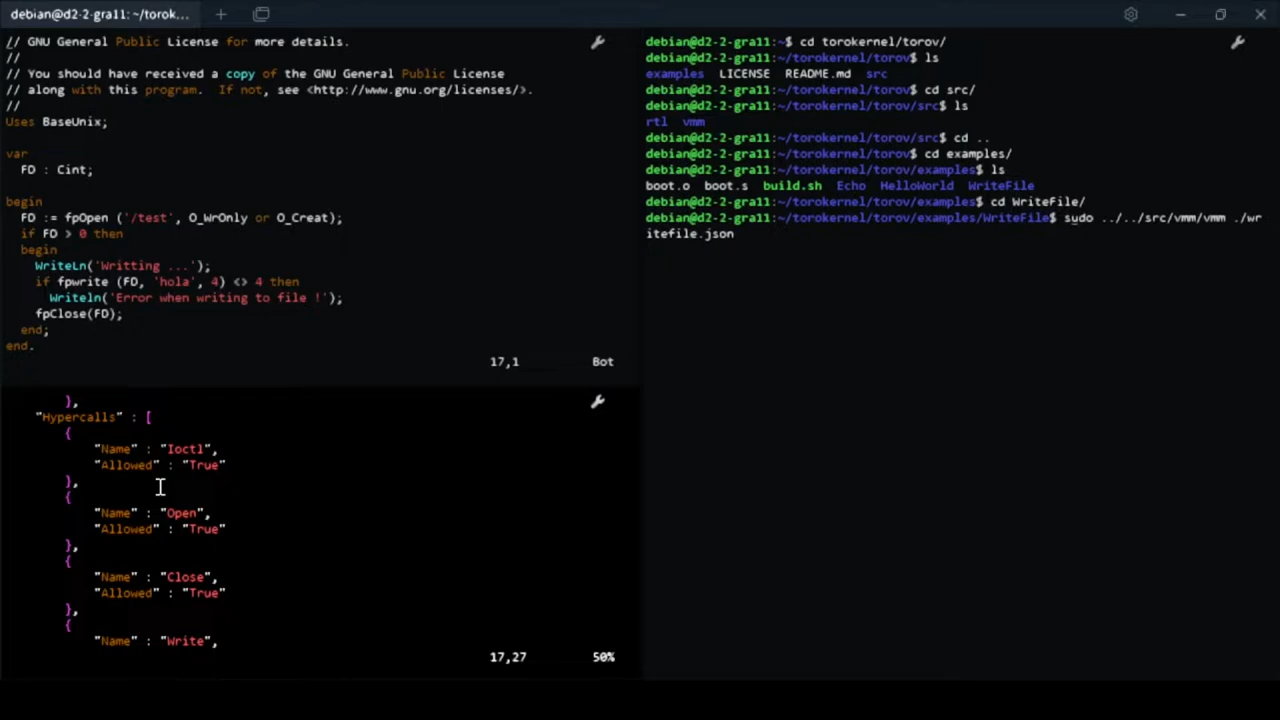 debian@d2-2-gra11: ~/torok...
// GNU General Public License for more details.
//
// You should have received a copy of the GNU General Public License
// along with this program.  If not, see <http://www.gnu.org/licenses/>.
//
Uses BaseUnix;
var
  FD : Cint;
begin
  FD := fpOpen ('/test', O_WrOnly or O_Creat);
  if FD > 0 then
  begin
    WriteLn('Writting ...');
    if fpwrite (FD, 'hola', 4) <> 4 then
      Writeln('Error when writing to file !');
    fpClose(FD);
  end;
end.
17,1 Bot
},
"Hypercalls" : [
{
"Name" : "Ioctl",
"Allowed" : "True"
},
{
"Name" : "Open",
"Allowed" : "True"
},
{
"Name" : "Close",
"Allowed" : "True"
},
{
"Name" : "Write",
17,27 50%
debian@d2-2-gra11:~$ cd torokernel/torov/
debian@d2-2-gra11:~/torokernel/torov$ ls
examples LICENSE README.md src
debian@d2-2-gra11:~/torokernel/torov$ cd src/
debian@d2-2-gra11:~/torokernel/torov/src$ ls
rtl vmm
debian@d2-2-gra11:~/torokernel/torov/src$ cd ..
debian@d2-2-gra11:~/torokernel/torov$ cd examples/
debian@d2-2-gra11:~/torokernel/torov/examples$ ls
boot.o boot.s build.sh Echo HelloWorld WriteFile
debian@d2-2-gra11:~/torokernel/torov/examples$ cd WriteFile/
debian@d2-2-gra11:~/torokernel/torov/examples/WriteFile$ sudo ../../src/vmm/vmm ./wr
itefile.json